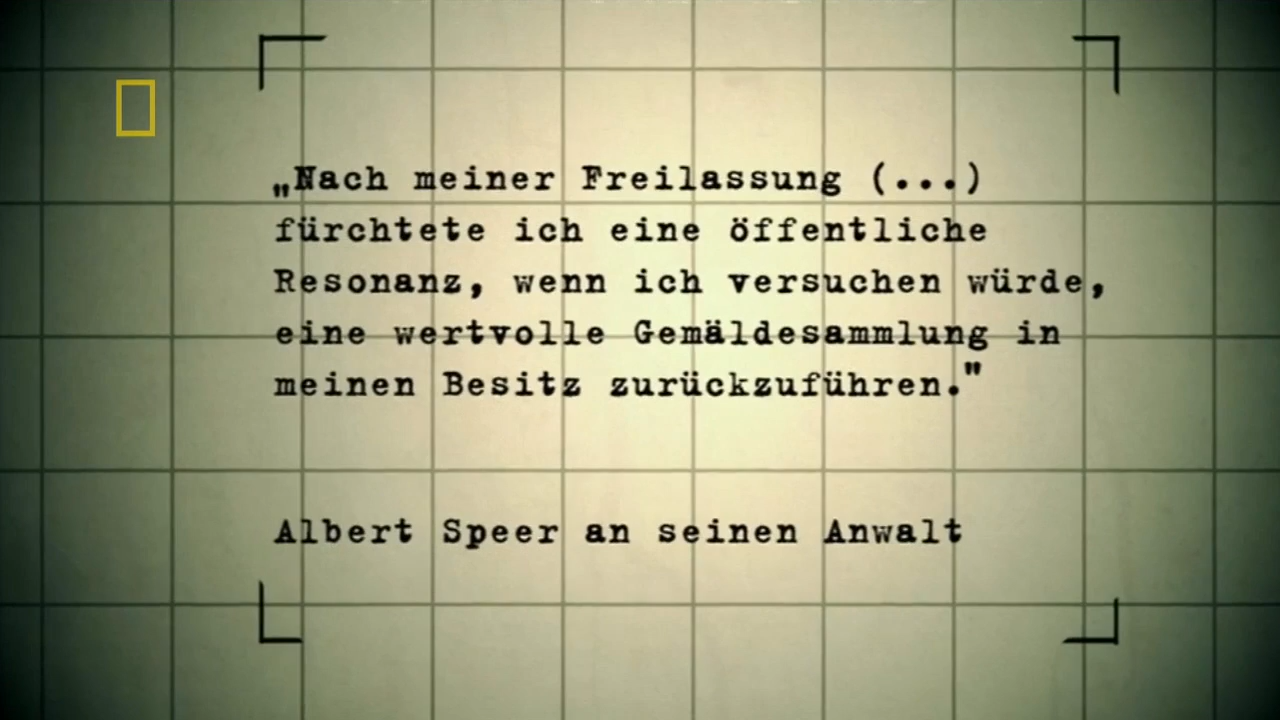 „Nach meiner Freilassung (...)
fürchtete ich eine öffentliche
Resonanz, wenn ich versuchen würde,
eine wertvolle Gemäldesammlung in
meinen Besitz zurückzuführen."
Albert Speer an seinen Anwalt